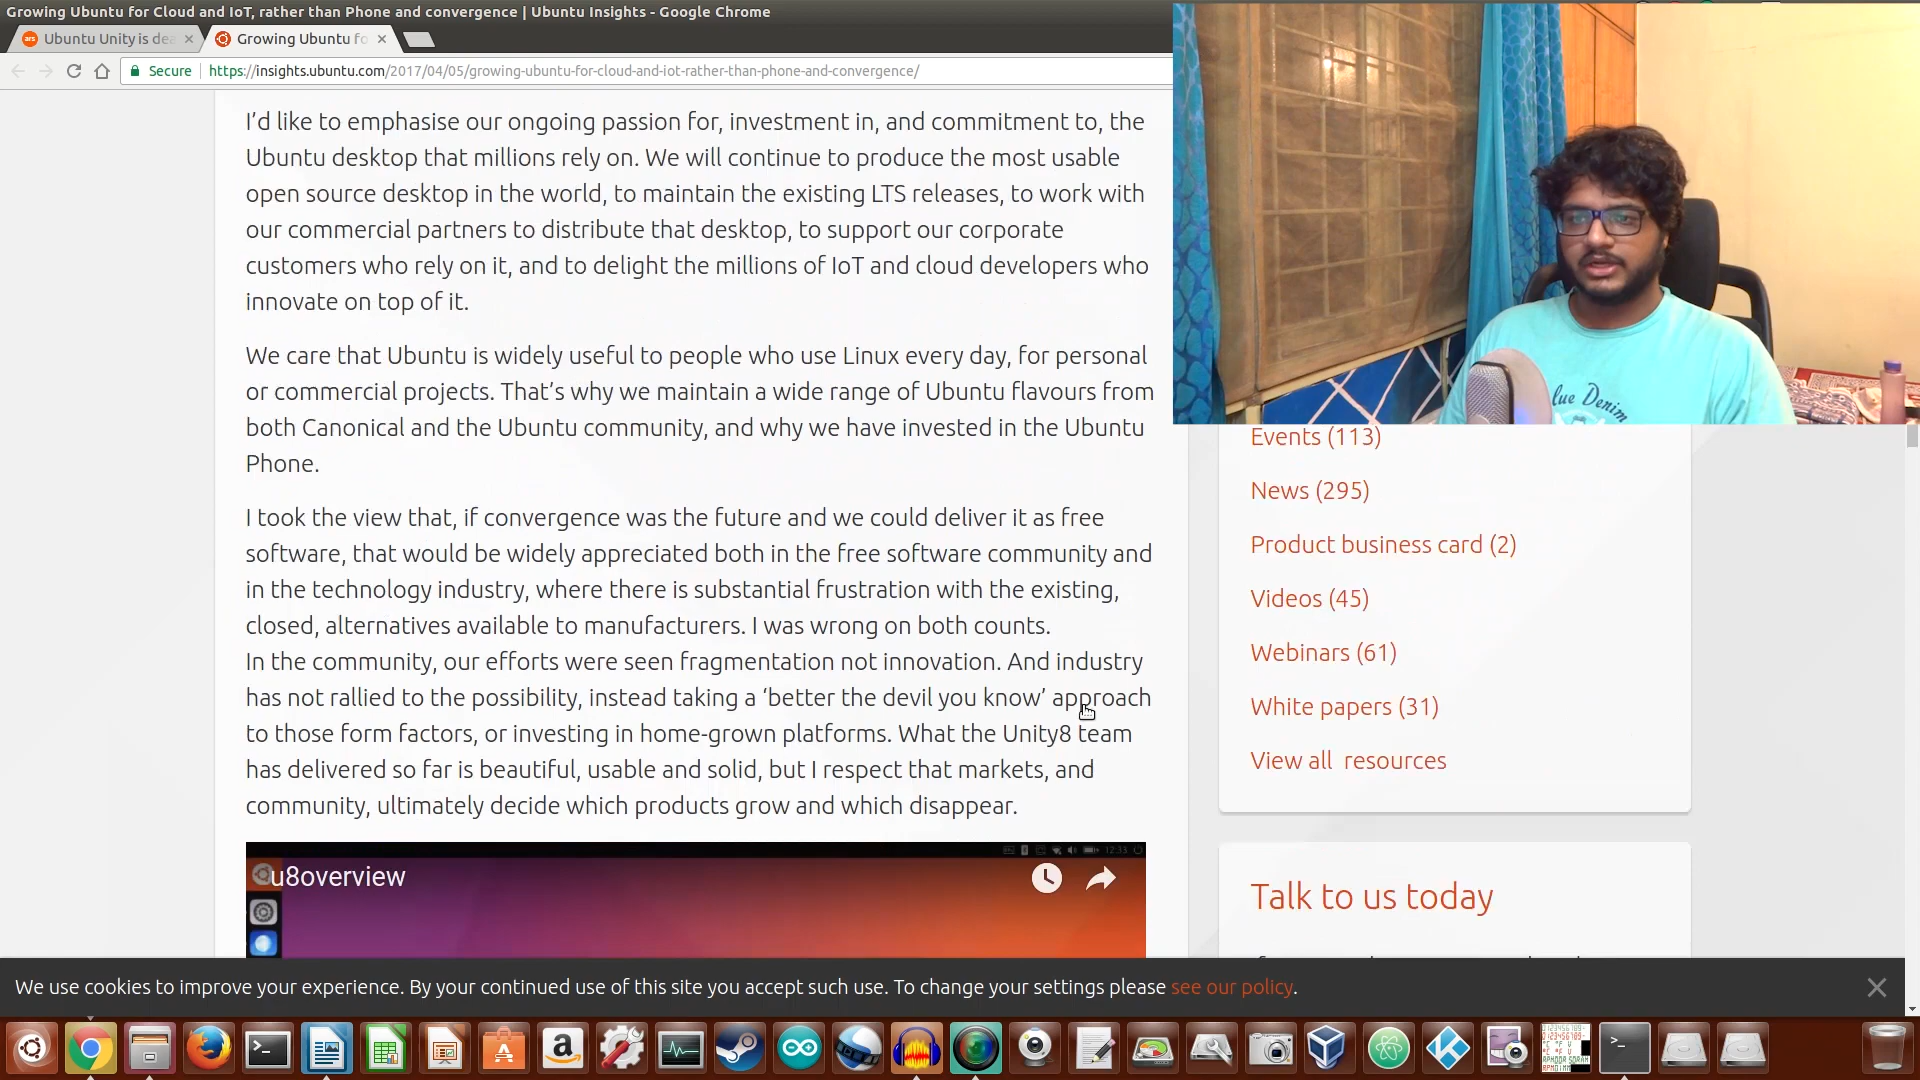 Growing Ubuntu for Cloud and IoT, rather than Phone and convergence | Ubuntu Insights - Google Chrome
ars Ubuntu Unity is dea
Growing Ubuntu fo
Secure https://insights.ubuntu.com/2017/04/05/growing-ubuntu-for-cloud-and-iot-rather-than-phone-and-convergence/
I’d like to emphasise our ongoing passion for, investment in, and commitment to, the
Ubuntu desktop that millions rely on. We will continue to produce the most usable
open source desktop in the world, to maintain the existing LTS releases, to work with
our commercial partners to distribute that desktop, to support our corporate
customers who rely on it, and to delight the millions of IoT and cloud developers who
innovate on top of it.
We care that Ubuntu is widely useful to people who use Linux every day, for personal
or commercial projects. That’s why we maintain a wide range of Ubuntu flavours from
both Canonical and the Ubuntu community, and why we have invested in the Ubuntu
Phone.
I took the view that, if convergence was the future and we could deliver it as free
software, that would be widely appreciated both in the free software community and
in the technology industry, where there is substantial frustration with the existing,
closed, alternatives available to manufacturers. I was wrong on both counts.
In the community, our efforts were seen fragmentation not innovation. And industry
has not rallied to the possibility, instead taking a ‘better the devil you know’ approach
to those form factors, or investing in home-grown platforms. What the Unity8 team
has delivered so far is beautiful, usable and solid, but I respect that markets, and
community, ultimately decide which products grow and which disappear.
u8overview
12:33
lue Denim
Events (113)
News (295)
Product business card (2)
Videos (45)
Webinars (61)
White papers (31)
View all resources
Talk to us today
We use cookies to improve your experience. By your continued use of this site you accept such use. To change your settings please see our policy.